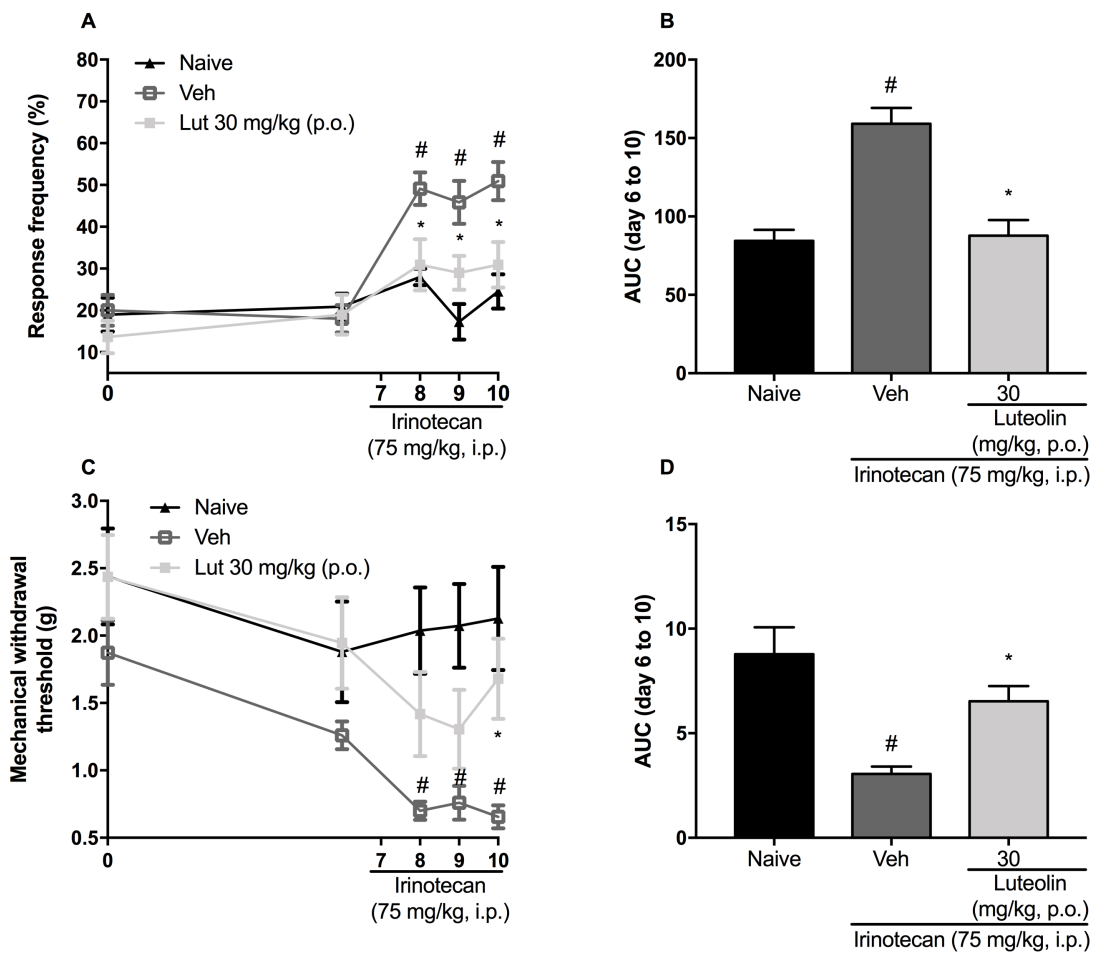 A
Response frequency (%)
80
70
60
50
40
30
20
10
Naive
Veh
Lut 30 mg/kg (p.o.)
# # #
* * *
0 7 8 9 10
Irinotecan
(75 mg/kg, i.p.)
B
AUC (day 6 to 10)
200
150
100
50
0
#
*
Naive Veh 30
Luteolin
(mg/kg, p.o.)
Irinotecan (75 mg/kg, i.p.)
C
Mechanical withdrawal
threshold (g)
3.0
2.5
2.0
1.5
1.0
0.5
Naive
Veh
Lut 30 mg/kg (p.o.)
*
# # #
0 7 8 9 10
Irinotecan
(75 mg/kg, i.p.)
D
AUC (day 6 to 10)
15
10
5
0
#
*
Naive Veh 30
Luteolin
(mg/kg, p.o.)
Irinotecan (75 mg/kg, i.p.)